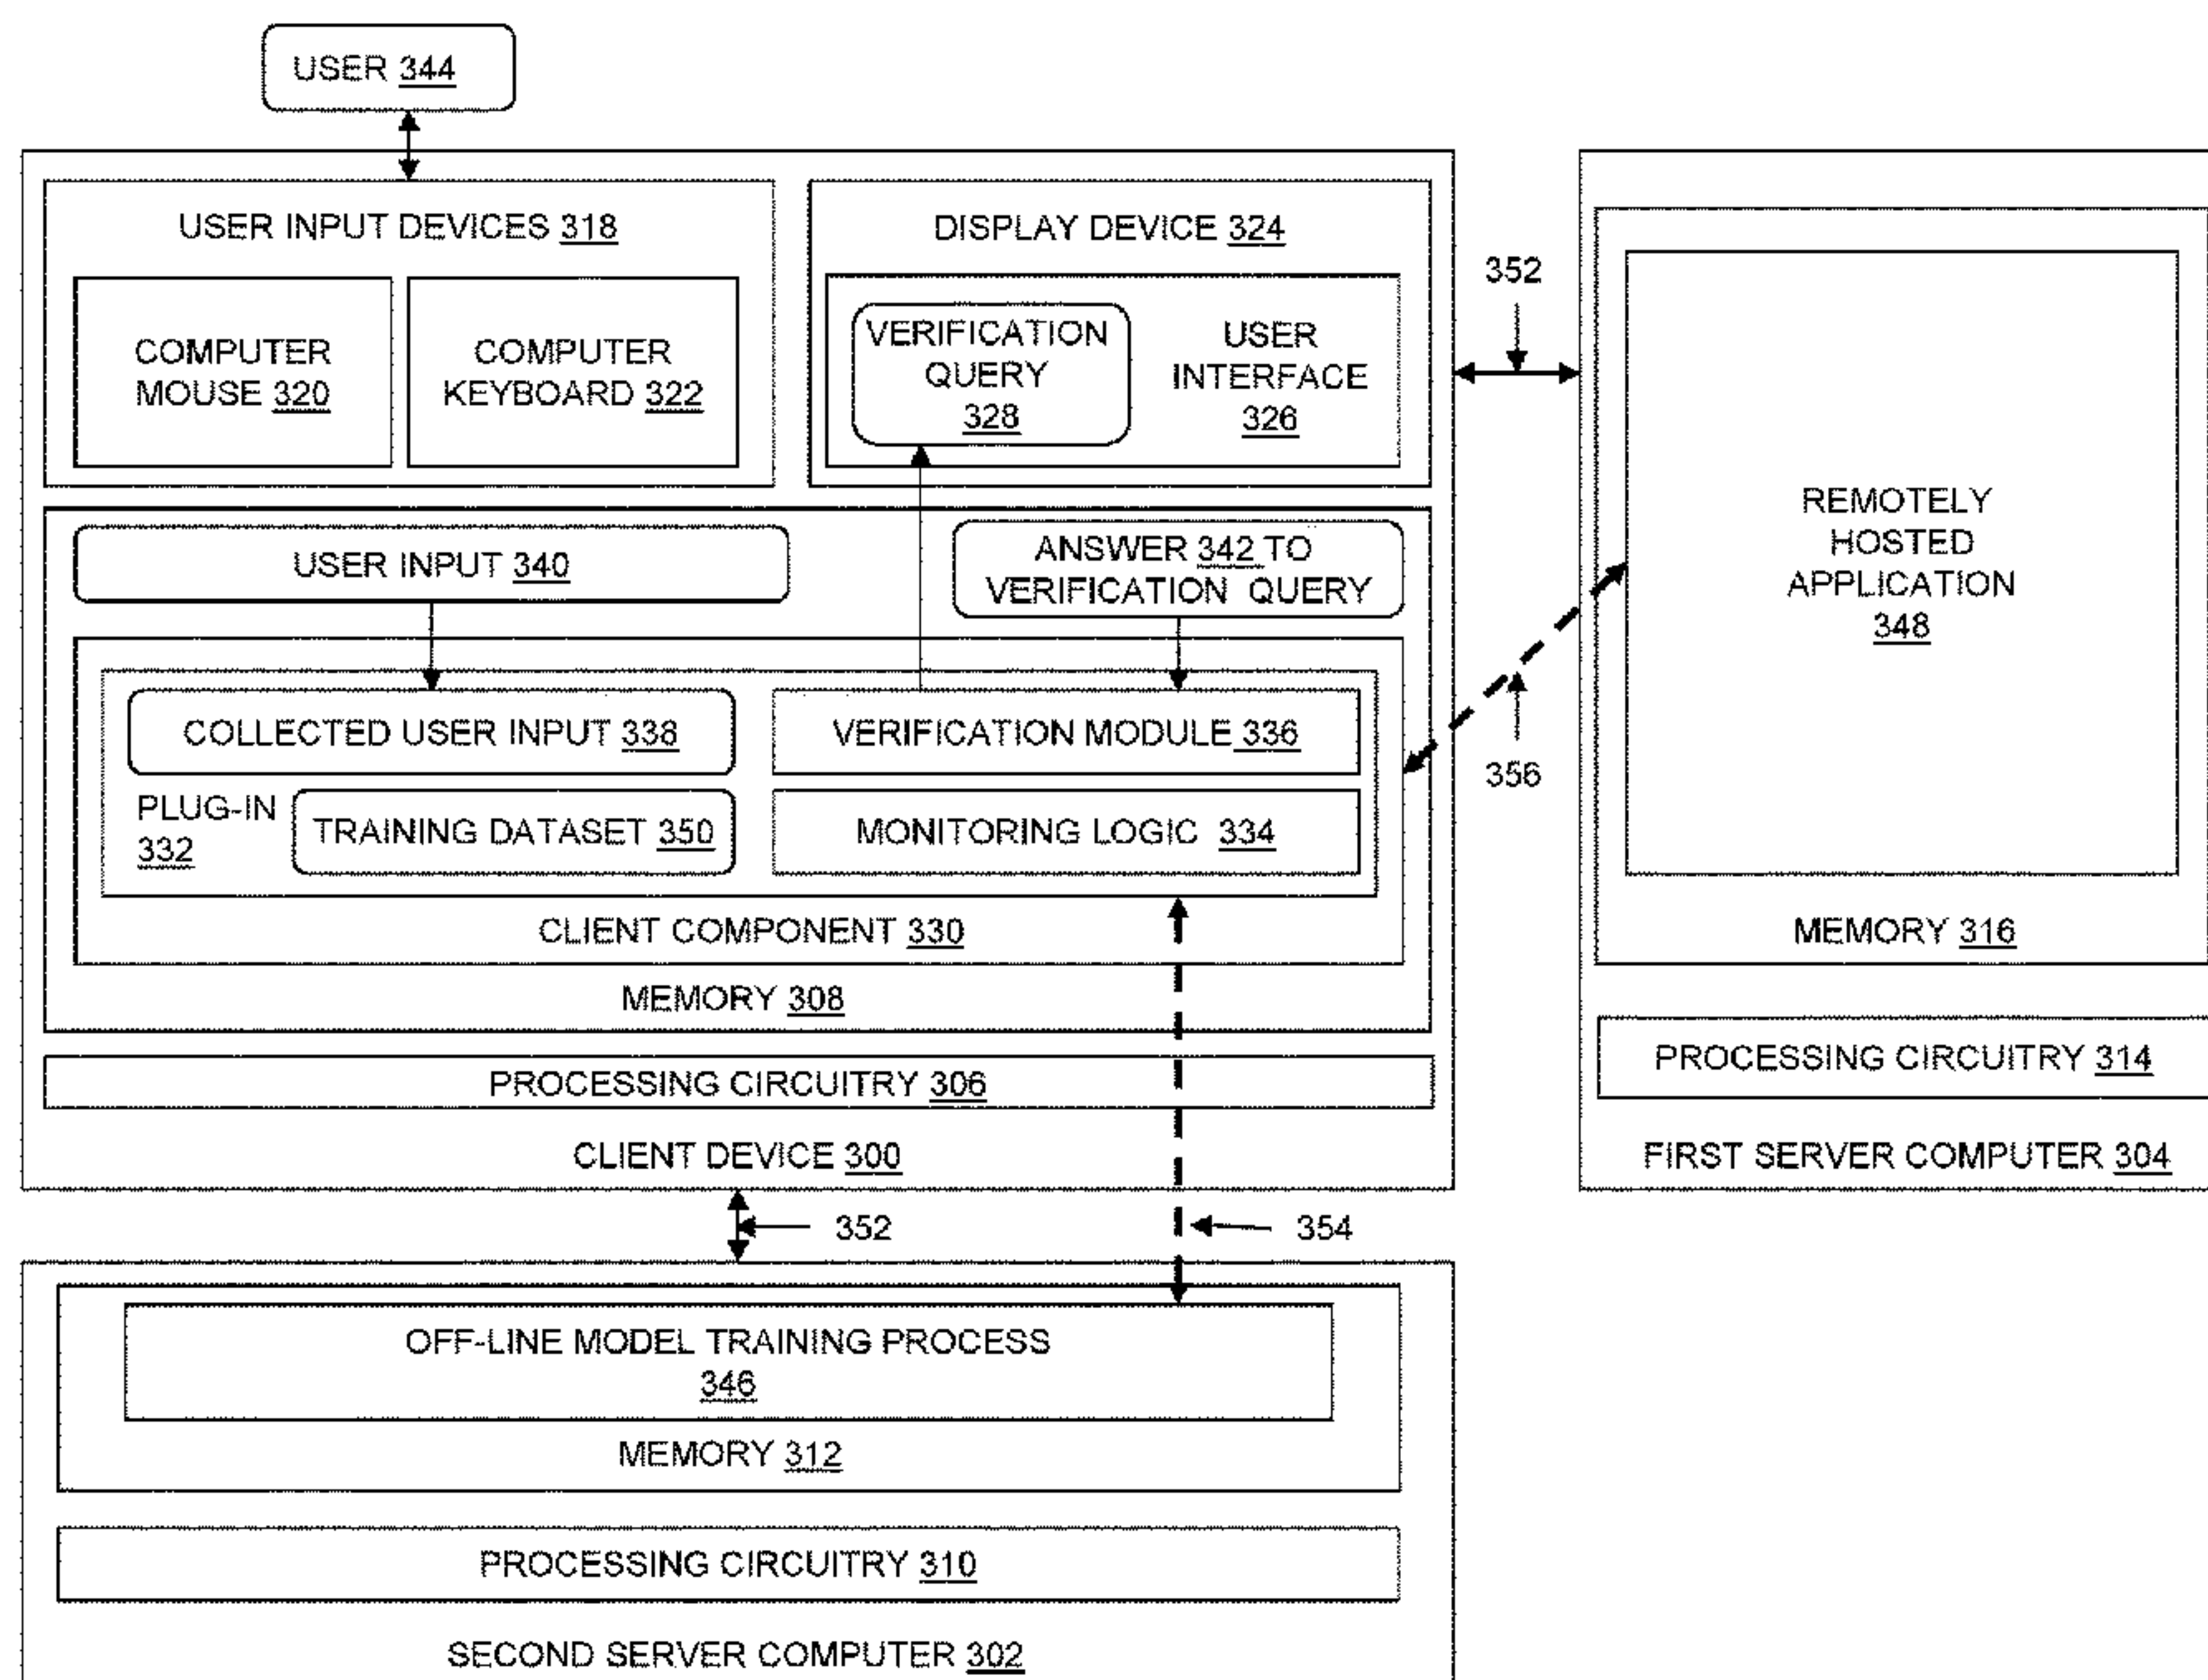 USER 344
USER INPUT DEVICES 318
COMPUTER
MOUSE 320
COMPUTER
KEYBOARD 322
DISPLAY DEVICE 324
VERIFICATION
QUERY
328
USER
INTERFACE
326
352
REMOTELY
HOSTED
APPLICATION
348
USER INPUT 340
ANSWER 342 TO
VERIFICATION QUERY
COLLECTED USER INPUT 338
VERIFICATION MODULE 336
PLUG-IN
332
TRAINING DATASET 350
MONITORING LOGIC 334
356
CLIENT COMPONENT 330
MEMORY 308
MEMORY 316
PROCESSING CIRCUITRY 306
PROCESSING CIRCUITRY 314
CLIENT DEVICE 300
FIRST SERVER COMPUTER 304
352
354
OFF-LINE MODEL TRAINING PROCESS
346
MEMORY 312
PROCESSING CIRCUITRY 310
SECOND SERVER COMPUTER 302